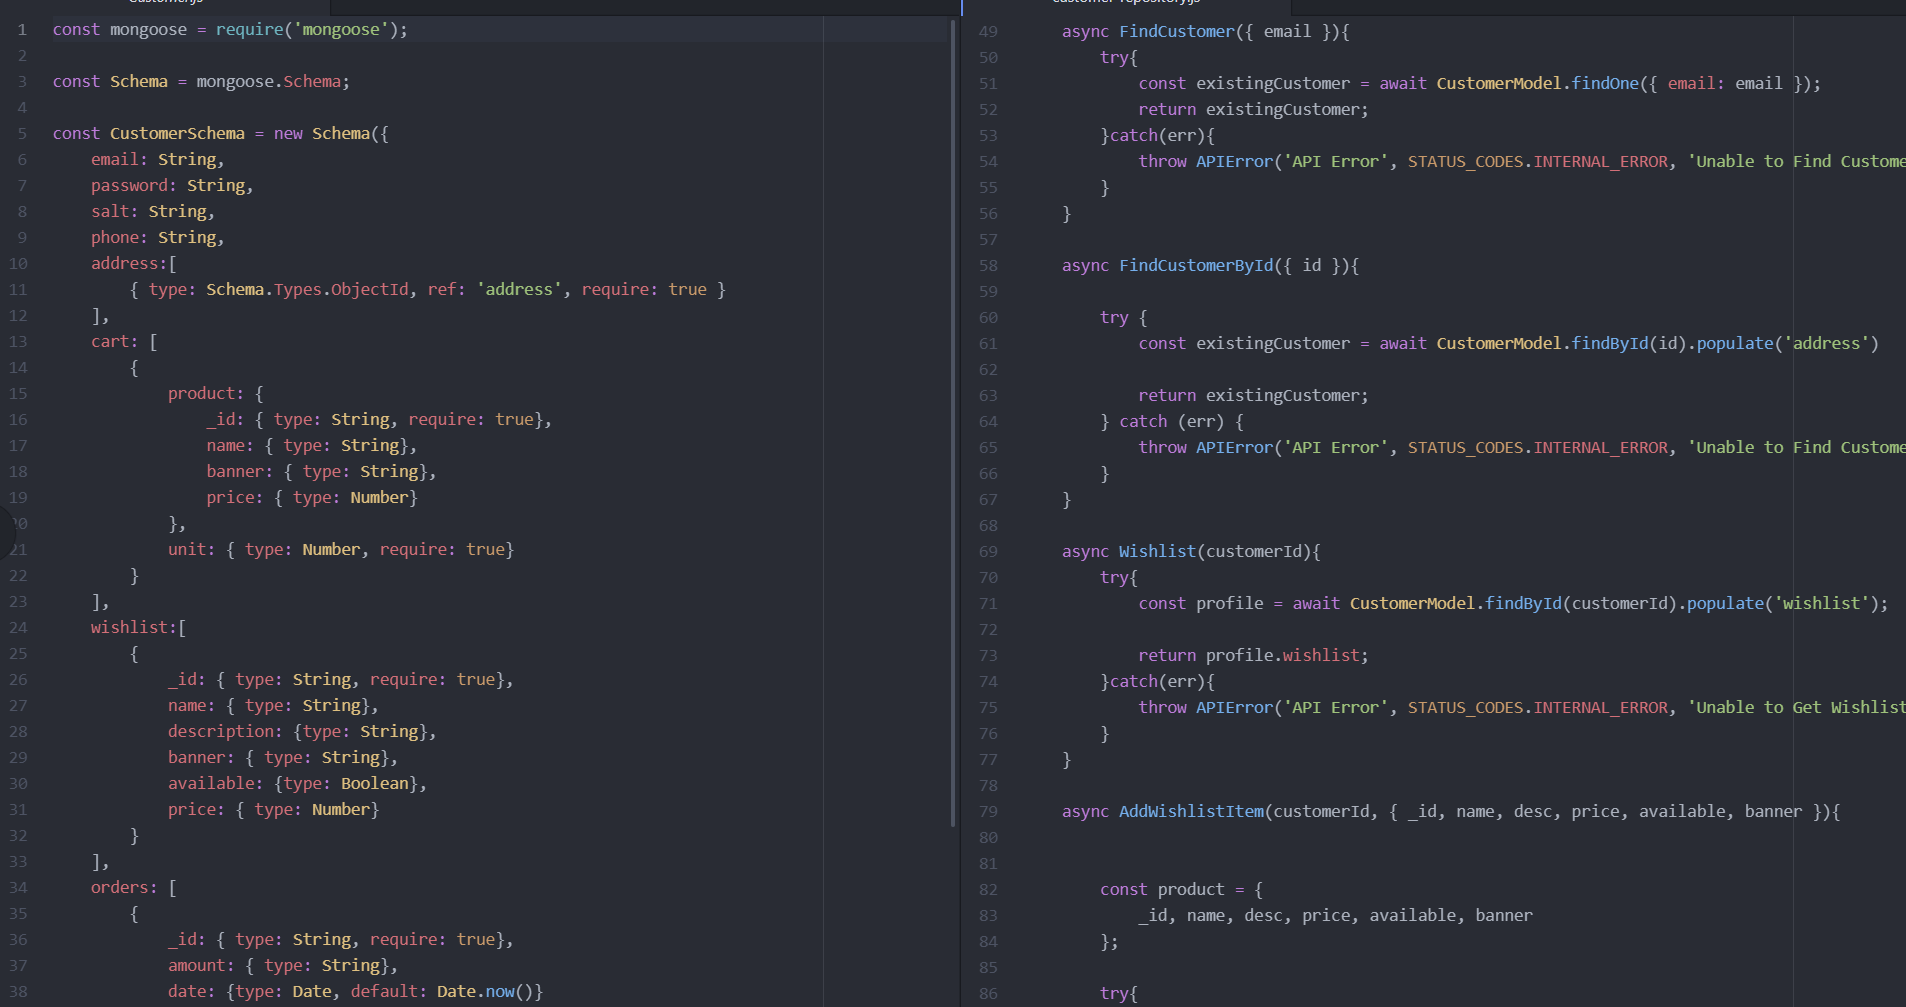 Customer.js
1 const mongoose = require('mongoose');
2
3 const Schema = mongoose.Schema;
4
5 const CustomerSchema = new Schema({
6     email: String,
7     password: String,
8     salt: String,
9     phone: String,
10     address:[
11         { type: Schema.Types.ObjectId, ref: 'address', require: true }
12     ],
13     cart: [
14         {
15             product: {
16                 _id: { type: String, require: true},
17                 name: { type: String},
18                 banner: { type: String},
19                 price: { type: Number}
20             },
21             unit: { type: Number, require: true}
22         }
23     ],
24     wishlist:[
25         {
26             _id: { type: String, require: true},
27             name: { type: String},
28             description: {type: String},
29             banner: { type: String},
30             available: {type: Boolean},
31             price: { type: Number}
32         }
33     ],
34     orders: [
35         {
36             _id: { type: String, require: true},
37             amount: { type: String},
38             date: {type: Date, default: Date.now()}
customer-repository.js
49     async FindCustomer({ email }){
50         try{
51             const existingCustomer = await CustomerModel.findOne({ email: email });
52             return existingCustomer;
53         }catch(err){
54             throw APIError('API Error', STATUS_CODES.INTERNAL_ERROR, 'Unable to Find Custome
55         }
56     }
57
58     async FindCustomerById({ id }){
59
60         try {
61             const existingCustomer = await CustomerModel.findById(id).populate('address')
62
63             return existingCustomer;
64         } catch (err) {
65             throw APIError('API Error', STATUS_CODES.INTERNAL_ERROR, 'Unable to Find Custome
66         }
67     }
68
69     async Wishlist(customerId){
70         try{
71             const profile = await CustomerModel.findById(customerId).populate('wishlist');
72
73             return profile.wishlist;
74         }catch(err){
75             throw APIError('API Error', STATUS_CODES.INTERNAL_ERROR, 'Unable to Get Wishlist
76         }
77     }
78
79     async AddWishlistItem(customerId, { _id, name, desc, price, available, banner }){
80
81
82         const product = {
83             _id, name, desc, price, available, banner
84         };
85
86         try{